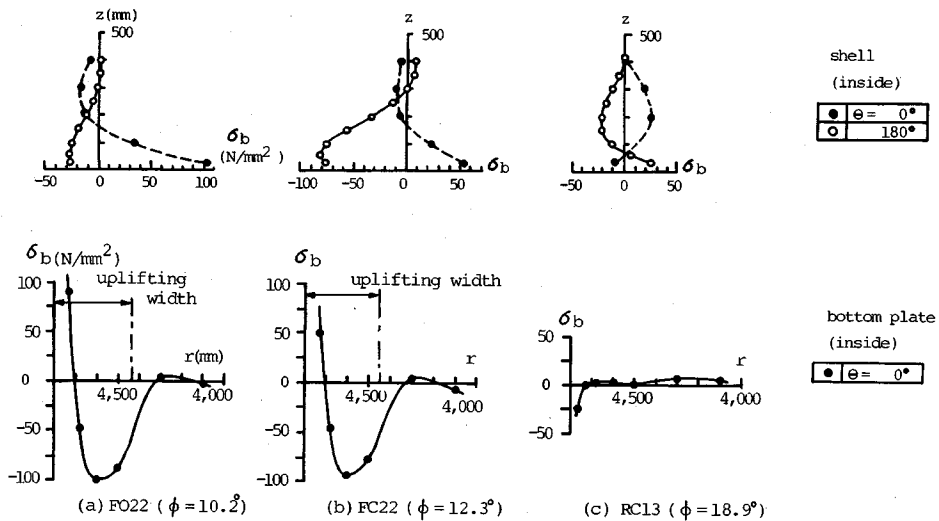 z(mm)
500
σb
(N/mm²)
-50 0 50 100
z
500
-100 -50 0 50
σb
z
500
-50 0 50
σb
shell
(inside)
● θ= 0°
○ 180°
σb(N/mm²)
100
uplifting
width
50
r(mm)
0
4,500 4,000
-50
-100
σb
100
uplifting width
50
r
0
4,500 4,000
-50
-100
σb
50
r
0
4,500 4,000
-50
bottom plate
(inside)
● θ= 0°
(a) FO22 (ϕ=10.2°)
(b) FC22 (ϕ=12.3°)
(c) RC13 (ϕ=18.9°)